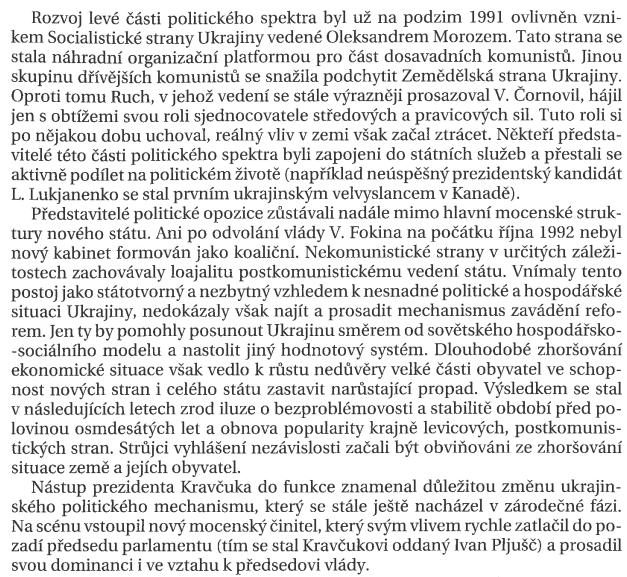 Rozvoj levé části politického spektra byl už na podzim 1991 ovlivněn vzni-
kem Socialistické strany Ukrajiny vedené Oleksandrem Morozem. Tato strana se
stala náhradní organizační platformou pro část dosavadních komunistů. Jinou
skupinu dřívějších komunistů se snažila podchytit Zemědělská strana Ukrajiny.
Oproti tomu Ruch, v jehož vedení se stále výrazněji prosazoval V. Čornovil, hájil
jen s obtížemi svou roli sjednocovatele středových a pravicových sil. Tuto roli si
po nějakou dobu uchoval, reálný vliv v zemi však začal ztrácet. Někteří předsta-
vitelé této části politického spektra byli zapojeni do státních služeb a přestali se
aktivně podílet na politickém životě (například neúspěšný prezidentský kandidát
L. Lukjanenko se stal prvním ukrajinským velvyslancem v Kanadě).
Představitelé politické opozice zůstávali nadále mimo hlavní mocenské struk-
tury nového státu. Ani po odvolání vlády V. Fokina na počátku října 1992 nebyl
nový kabinet formován jako koaliční. Nekomunistické strany v určitých záleži-
tostech zachovávaly loajalitu postkomunistickému vedení státu. Vnímaly tento
postoj jako státotvorný a nezbytný vzhledem k nesnadné politické a hospodářské
situaci Ukrajiny, nedokázaly však najít a prosadit mechanismus zavádění refo-
rem. Jen ty by pomohly posunout Ukrajinu směrem od sovětského hospodářsko-
-sociálního modelu a nastolit jiný hodnotový systém. Dlouhodobé zhoršování
ekonomické situace však vedlo k růstu nedůvěry velké části obyvatel ve schop-
nost nových stran i celého státu zastavit narůstající propad. Výsledkem se stal
v následujících letech zrod iluze o bezproblémovosti a stabilitě období před po-
lovinou osmdesátých let a obnova popularity krajně levicových, postkomunis-
tických stran. Strůjci vyhlášení nezávislosti začali být obviňováni ze zhoršování
situace země a jejích obyvatel.
Nástup prezidenta Kravčuka do funkce znamenal důležitou změnu ukrajin-
ského politického mechanismu, který se stále ještě nacházel v zárodečné fázi.
Na scénu vstoupil nový mocenský činitel, který svým vlivem rychle zatlačil do po-
zadí předsedu parlamentu (tím se stal Kravčukovi oddaný Ivan Pljušč) a prosadil
svou dominanci i ve vztahu k předsedovi vlády.